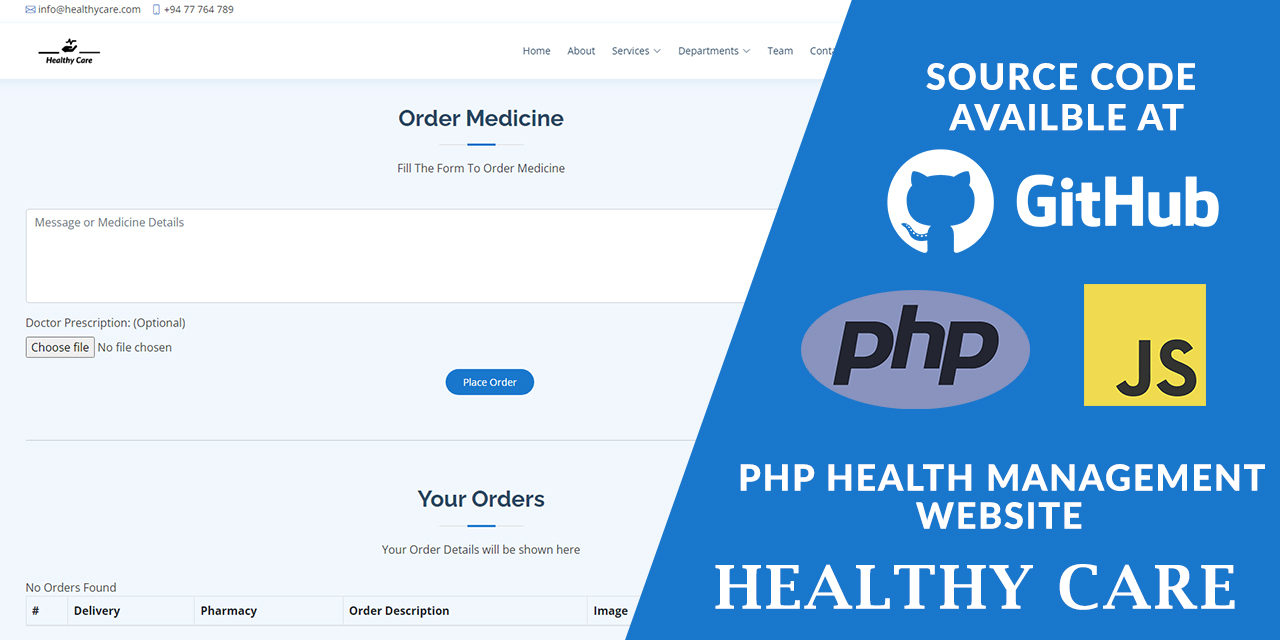 info@healthycare.com +94 77 764 789
Healthy Care
Home About Services Departments Team
Order Medicine
Fill The Form To Order Medicine
Message or Medicine Details
Doctor Prescription: (Optional)
Choose file No file chosen
Place Order
Your Orders
Your Order Details will be shown here
No Orders Found
# Delivery Pharmacy Order Description Image
SOURCE CODE
AVAILBLE AT
GitHub
php
JS
PHP HEALTH MANAGEMENT
WEBSITE
HEALTHY CARE